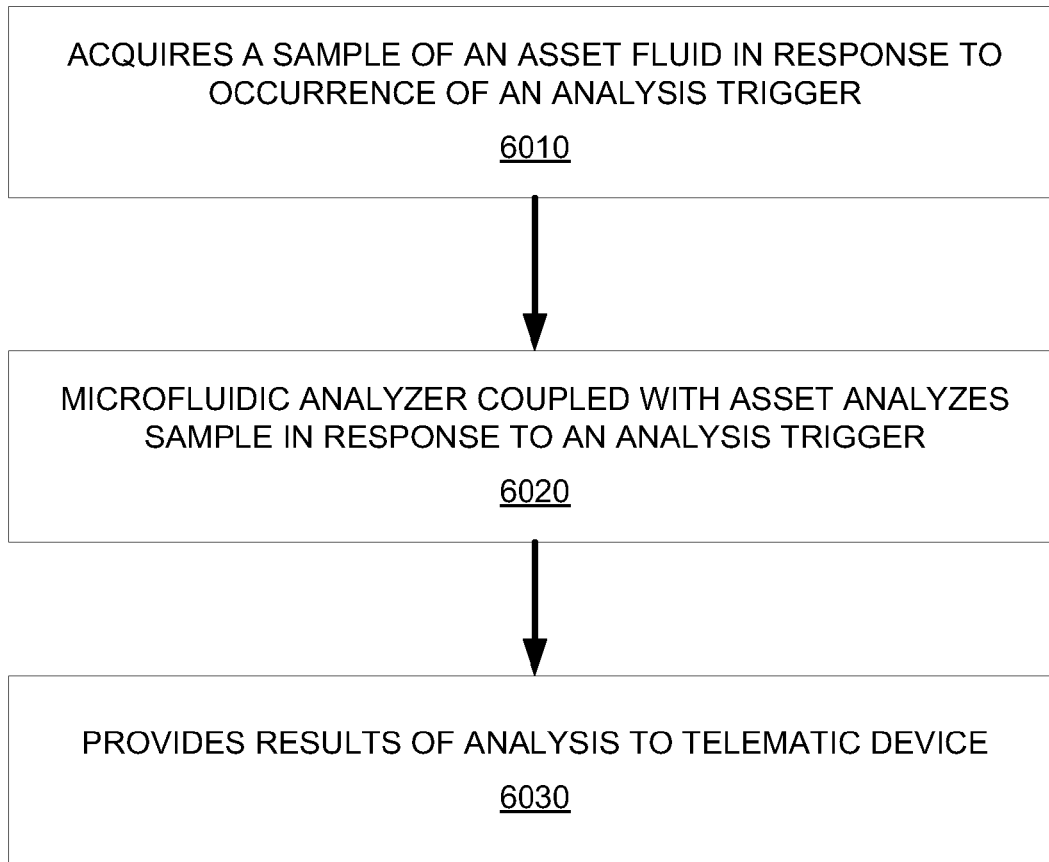 ACQUIRES A SAMPLE OF AN ASSET FLUID IN RESPONSE TO
OCCURRENCE OF AN ANALYSIS TRIGGER
6010
MICROFLUIDIC ANALYZER COUPLED WITH ASSET ANALYZES
SAMPLE IN RESPONSE TO AN ANALYSIS TRIGGER
6020
PROVIDES RESULTS OF ANALYSIS TO TELEMATIC DEVICE
6030